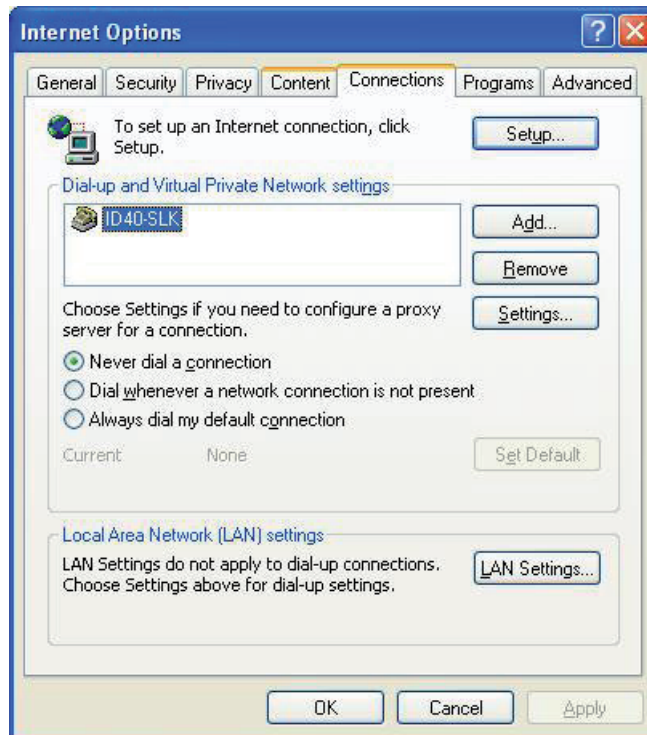 Internet Options
General Security Privacy Content Connections Programs Advanced
To set up an Internet connection, click
Setup.
Setup...
Dial-up and Virtual Private Network settings
ID40-SLK
Add...
Remove
Choose Settings if you need to configure a proxy
server for a connection.
Settings...
Never dial a connection
Dial whenever a network connection is not present
Always dial my default connection
Current None Set Default
Local Area Network (LAN) settings
LAN Settings do not apply to dial-up connections.
Choose Settings above for dial-up settings.
LAN Settings...
OK Cancel Apply